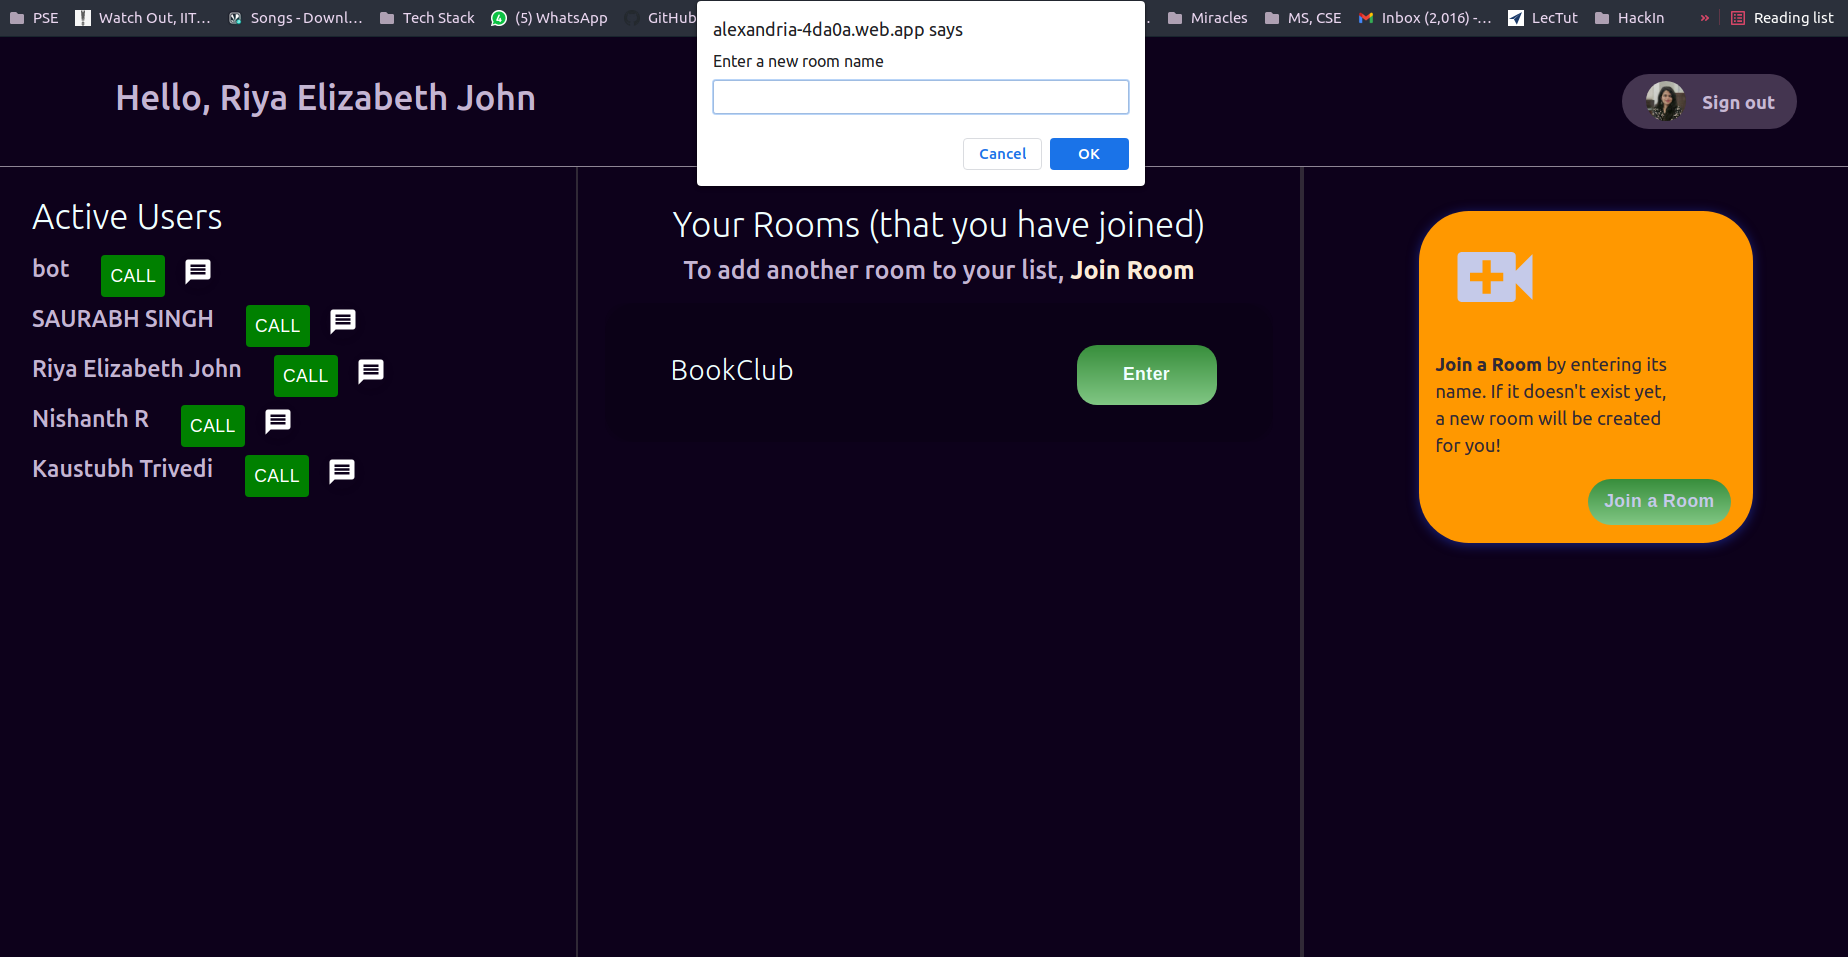 PSE Watch Out, IIT... Songs - Downl... Tech Stack (5) WhatsApp GitHub . Miracles MS, CSE Inbox (2,016) -... LecTut HackIn » Reading list
alexandria-4da0a.web.app says
Enter a new room name
Cancel OK
Hello, Riya Elizabeth John
Sign out
Active Users
bot CALL
SAURABH SINGH CALL
Riya Elizabeth John CALL
Nishanth R CALL
Kaustubh Trivedi CALL
Your Rooms (that you have joined)
To add another room to your list, Join Room
BookClub Enter
Join a Room by entering its
name. If it doesn't exist yet,
a new room will be created
for you!
Join a Room